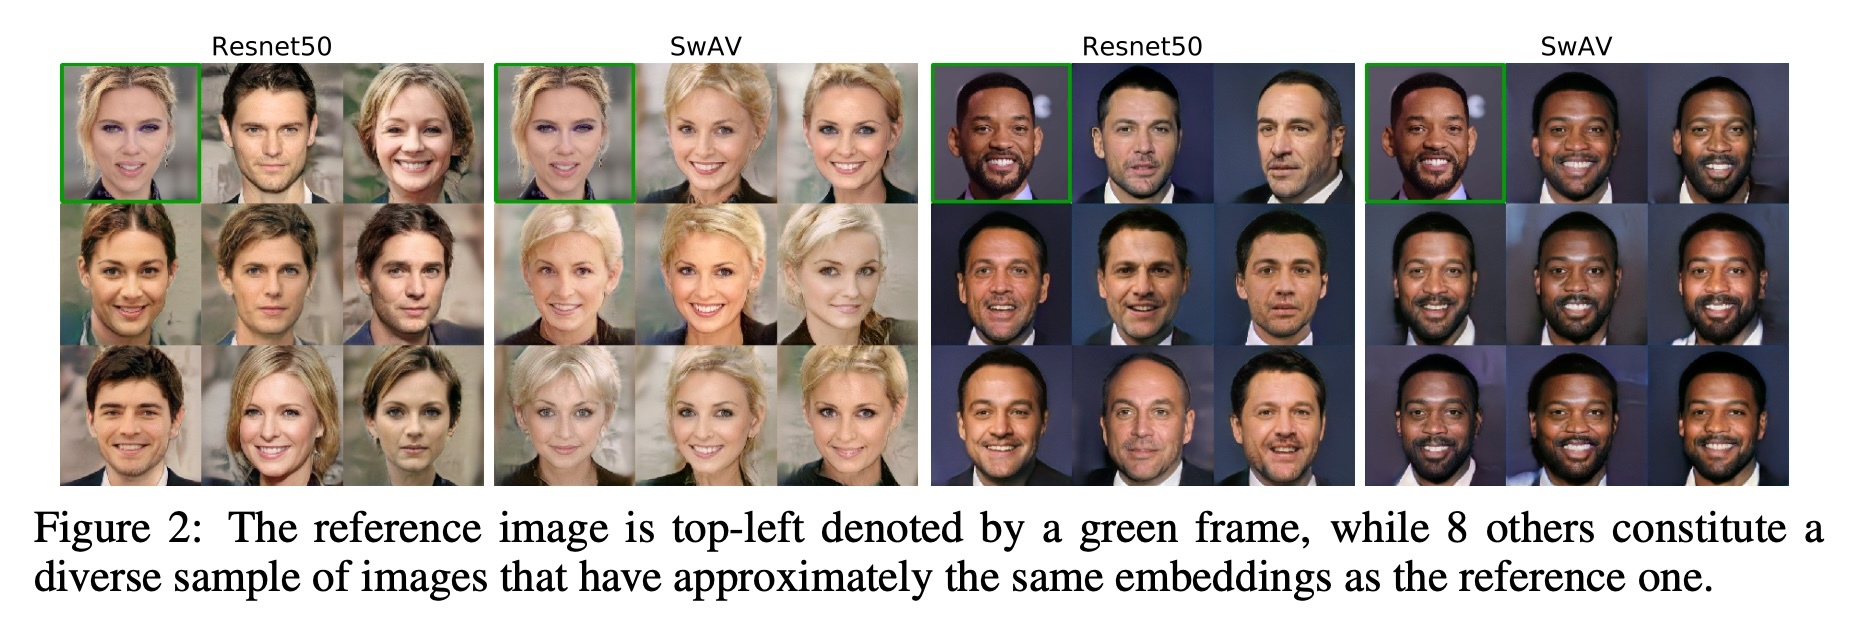 Resnet50 SwAV Resnet50 SwAV
Figure 2: The reference image is top-left denoted by a green frame, while 8 others constitute a
diverse sample of images that have approximately the same embeddings as the reference one.